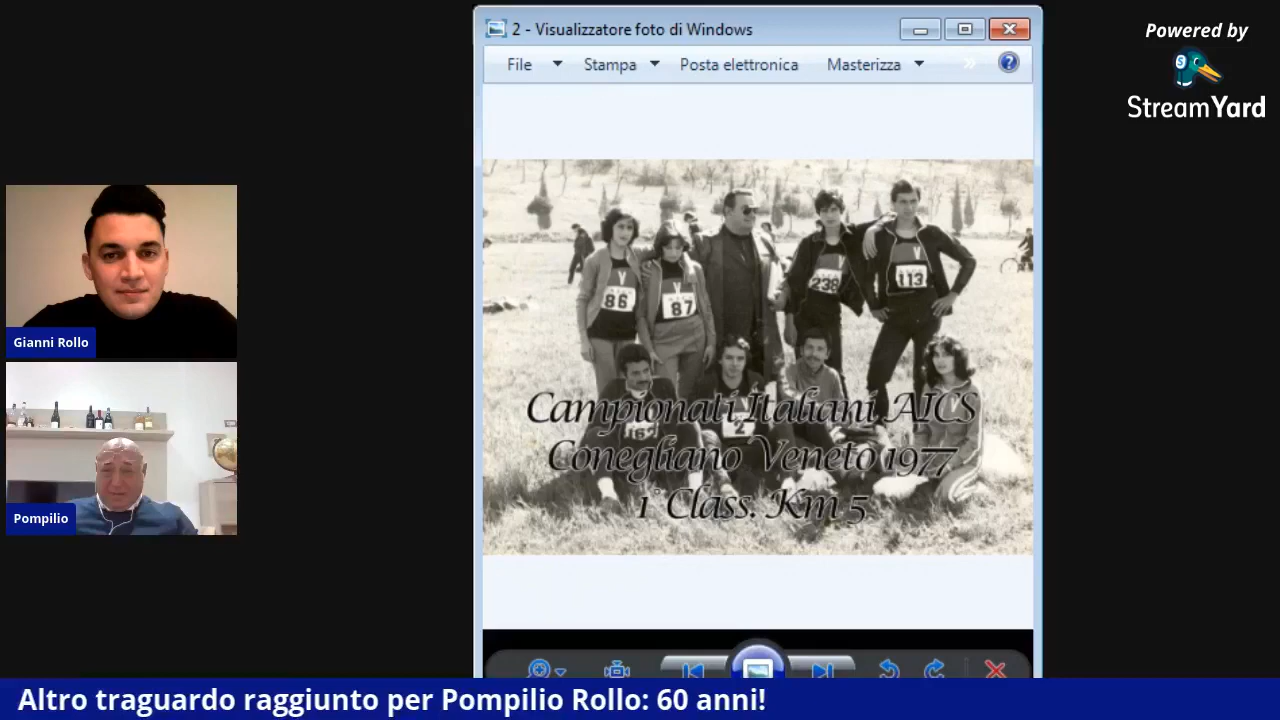 2 - Visualizzatore foto di Windows
File Stampa Posta elettronica Masterizza » ?
Powered by
StreamYard
Gianni Rollo
Pompilio
V
V
V
V
86
87
238
113
162
2
Campionati Italiani AICS
Conegliano Veneto 1977
1° Class. Km 5
Altro traguardo raggiunto per Pompilio Rollo: 60 anni!